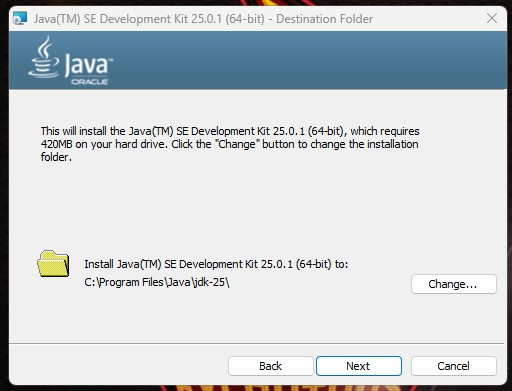 Java(TM) SE Development Kit 25.0.1 (64-bit) - Destination Folder
Java™
ORACLE
This will install the Java(TM) SE Development Kit 25.0.1 (64-bit), which requires
420MB on your hard drive. Click the "Change" button to change the installation
folder.
Install Java(TM) SE Development Kit 25.0.1 (64-bit) to:
C:\Program Files\Java\jdk-25\
Change...
Back
Next
Cancel